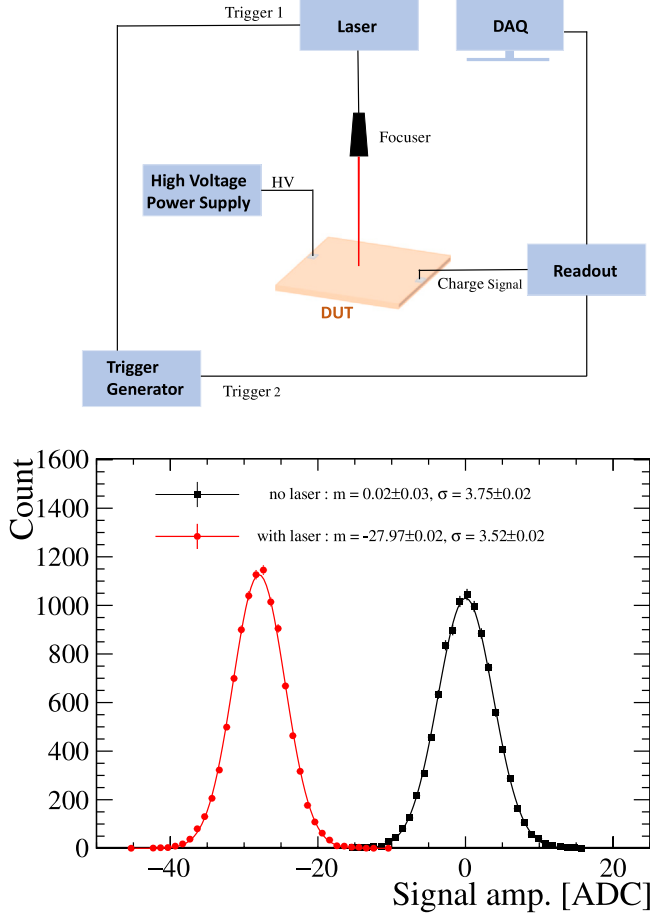 Trigger 1
Laser
DAQ
Focuser
High Voltage
Power Supply
HV
Readout
Charge Signal
DUT
Trigger
Generator
Trigger 2
Count
1600
1400
1200
1000
800
600
400
200
0
no laser : m = 0.02±0.03, σ = 3.75±0.02
with laser : m = -27.97±0.02, σ = 3.52±0.02
−40
−20
0
20
Signal amp. [ADC]